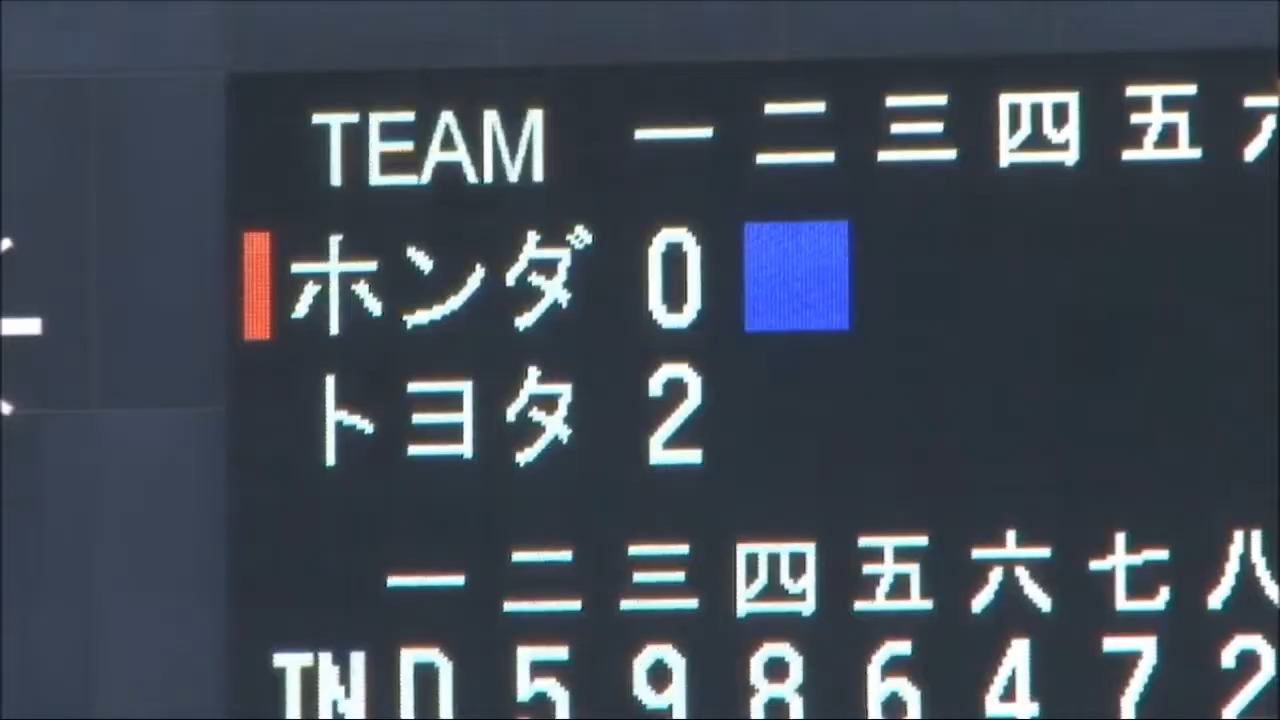 TEAM 一 二 三 四 五
ホンダ 0
トヨタ 2
一 二 三 四 五 六 七 八
D 5 9 8 6 4 7 2